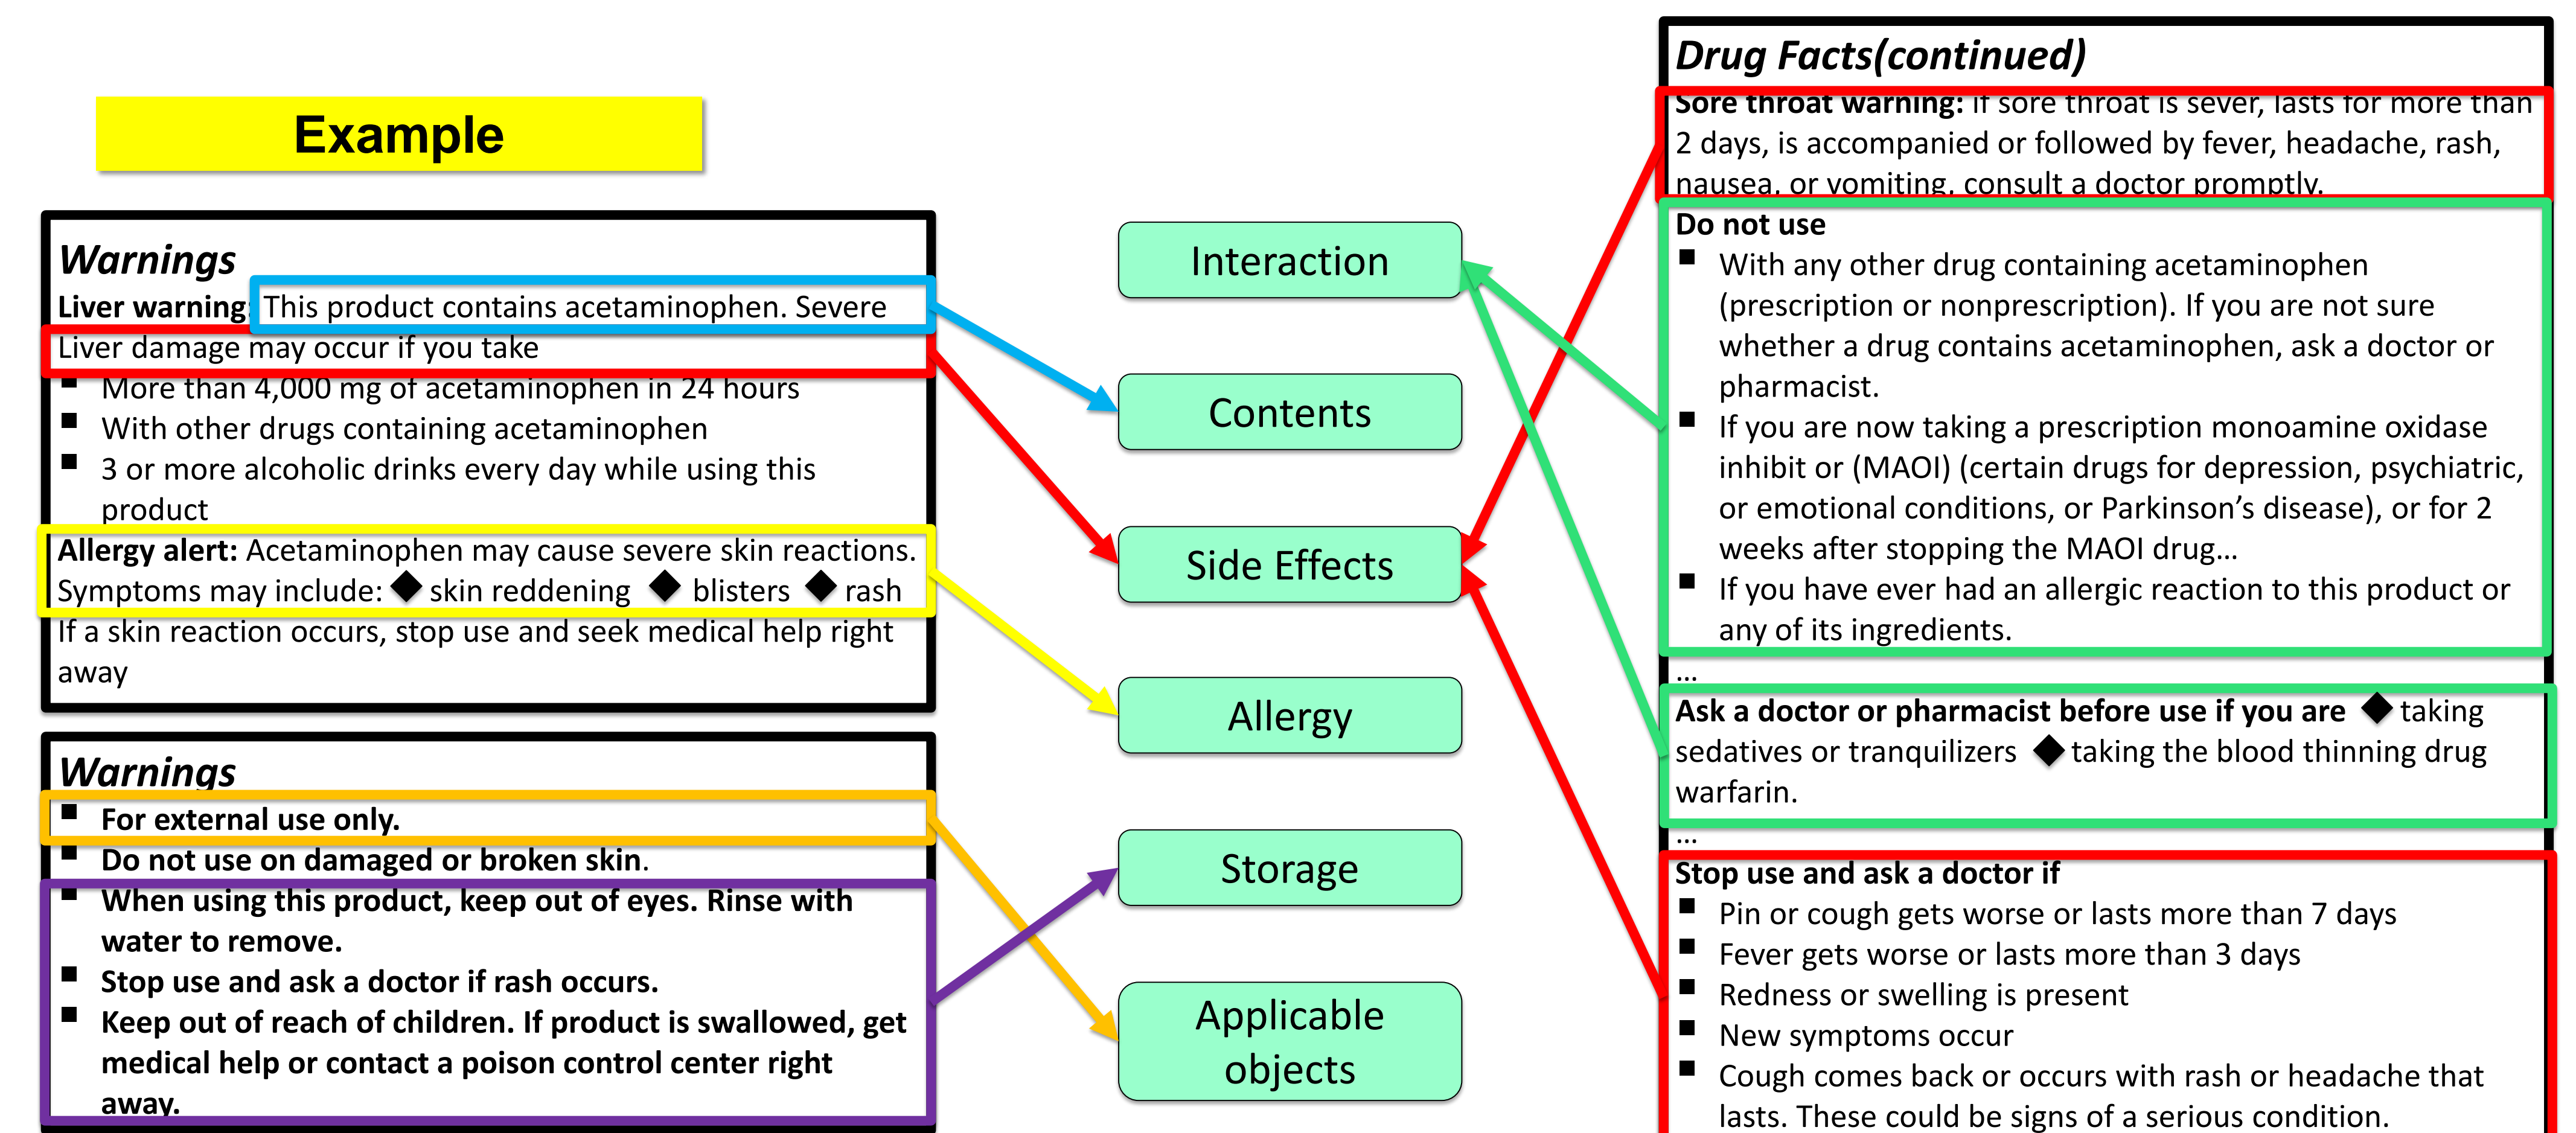 Example
Warnings
Liver warning: This product contains acetaminophen. Severe
Liver damage may occur if you take
■ More than 4,000 mg of acetaminophen in 24 hours
■ With other drugs containing acetaminophen
■ 3 or more alcoholic drinks every day while using this
product
Allergy alert: Acetaminophen may cause severe skin reactions.
Symptoms may include: ◆ skin reddening ◆ blisters ◆ rash
If a skin reaction occurs, stop use and seek medical help right
away
Warnings
■ For external use only.
■ Do not use on damaged or broken skin.
■ When using this product, keep out of eyes. Rinse with
water to remove.
■ Stop use and ask a doctor if rash occurs.
■ Keep out of reach of children. If product is swallowed, get
medical help or contact a poison control center right
away.
Interaction
Contents
Side Effects
Allergy
Storage
Applicable
objects
Drug Facts(continued)
Sore throat warning: if sore throat is sever, lasts for more than
2 days, is accompanied or followed by fever, headache, rash,
nausea, or vomiting, consult a doctor promptly.
Do not use
■ With any other drug containing acetaminophen
(prescription or nonprescription). If you are not sure
whether a drug contains acetaminophen, ask a doctor or
pharmacist.
■ If you are now taking a prescription monoamine oxidase
inhibit or (MAOI) (certain drugs for depression, psychiatric,
or emotional conditions, or Parkinson’s disease), or for 2
weeks after stopping the MAOI drug...
■ If you have ever had an allergic reaction to this product or
any of its ingredients.
...
Ask a doctor or pharmacist before use if you are ◆ taking
sedatives or tranquilizers ◆ taking the blood thinning drug
warfarin.
...
Stop use and ask a doctor if
■ Pin or cough gets worse or lasts more than 7 days
■ Fever gets worse or lasts more than 3 days
■ Redness or swelling is present
■ New symptoms occur
■ Cough comes back or occurs with rash or headache that
lasts. These could be signs of a serious condition.